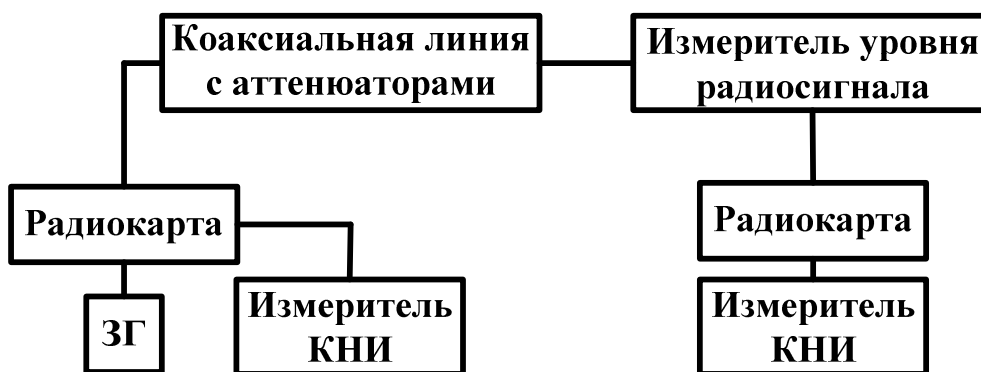 Коаксиальная линия
с аттенюаторами
Измеритель уровня
радиосигнала
Радиокарта
Радиокарта
ЗГ
Измеритель
КНИ
Измеритель
КНИ